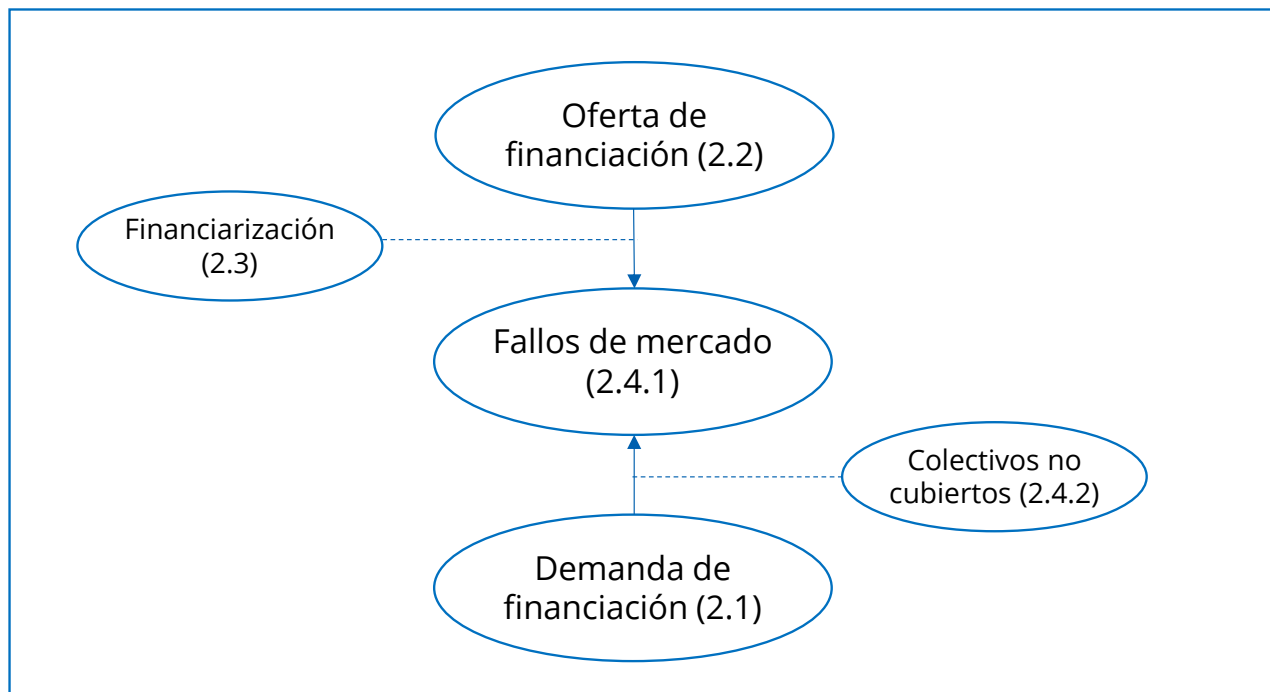 Oferta de
financiación (2.2)
Financiarización
(2.3)
Fallos de mercado
(2.4.1)
Colectivos no
cubiertos (2.4.2)
Demanda de
financiación (2.1)